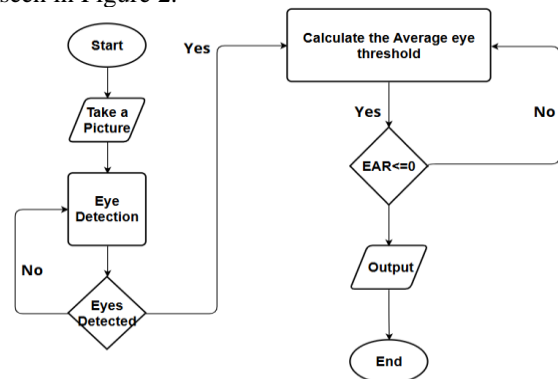 seen in Figure 2.
Start
Take a
Picture
Eye
Detection
No
Eyes
Detected
Yes
Calculate the Average eye
threshold
Yes
No
EAR<=0
Output
End